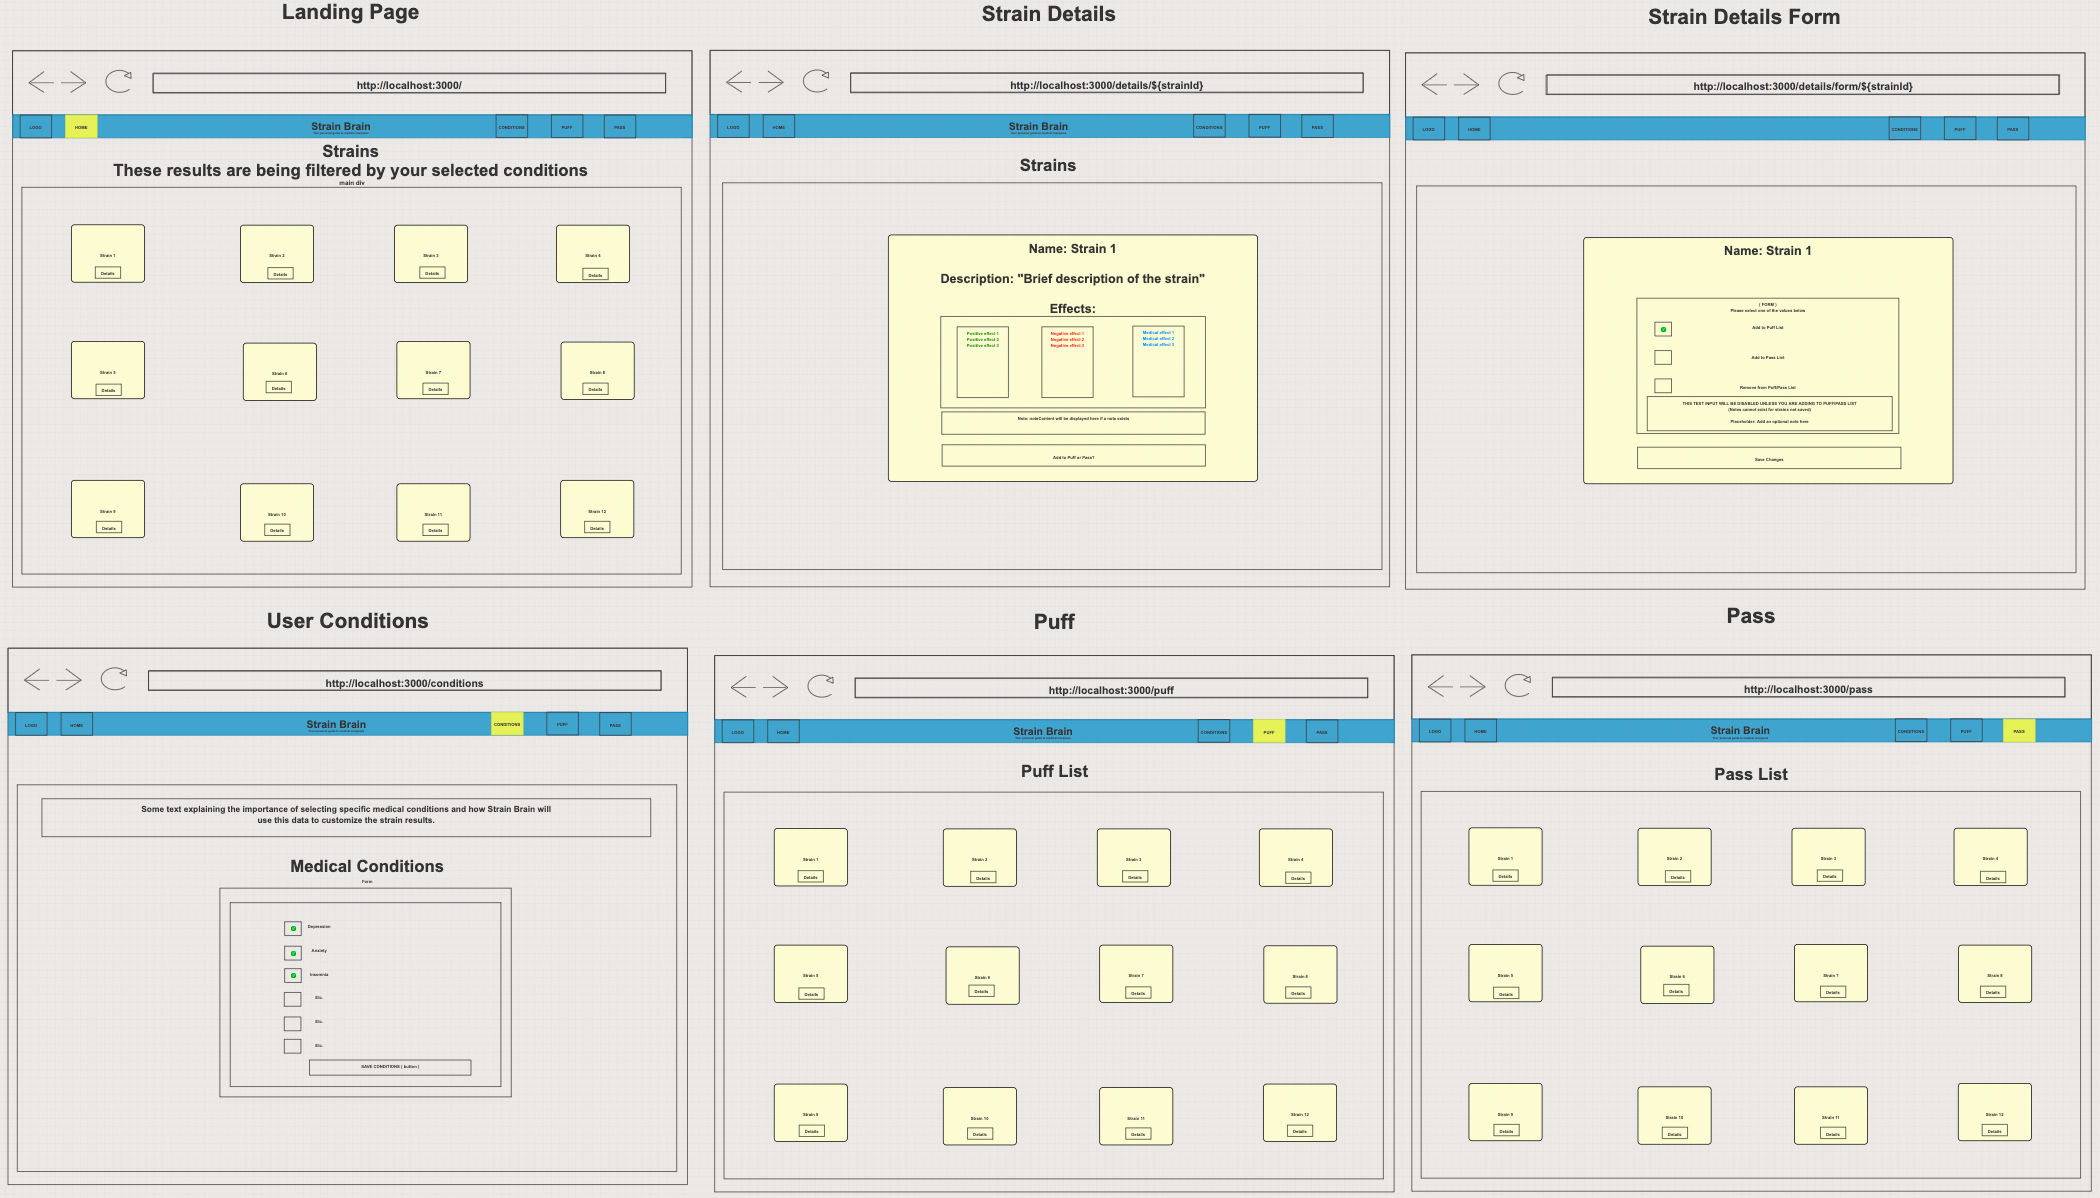 Landing Page
http://localhost:3000/
LOGO
HOME
Strain Brain
CONDITIONS
PUFF
PASS
Strains
These results are being filtered by your selected conditions
main div
Strain 1
Details
Strain 2
Details
Strain 3
Details
Strain 4
Details
Strain 5
Details
Strain 6
Details
Strain 7
Details
Strain 8
Details
Strain 9
Details
Strain 10
Details
Strain 11
Details
Strain 12
Details
Strain Details
http://localhost:3000/details/${strainId}
LOGO
HOME
Strain Brain
CONDITIONS
PUFF
PASS
Strains
Name: Strain 1
Description: "Brief description of the strain"
Effects:
Positive effect 1
Positive effect 2
Positive effect 3
Negative effect 1
Negative effect 2
Negative effect 3
Medical effect 1
Medical effect 2
Medical effect 3
Note: noteContent will be displayed here if a note exists
Add to Puff or Pass?
Strain Details Form
http://localhost:3000/details/form/${strainId}
LOGO
HOME
CONDITIONS
PUFF
PASS
Name: Strain 1
( FORM )
Please select one of the values below
Add to Puff List
Add to Pass List
Remove from Puff/Pass List
THIS TEXT INPUT WILL BE DISABLED UNLESS YOU ARE ADDING TO PUFF/PASS LIST
(Notes cannot exist for strains not saved)
Placeholder: Add an optional note here
Save Changes
User Conditions
http://localhost:3000/conditions
LOGO
HOME
Strain Brain
CONDITIONS
PUFF
PASS
Some text explaining the importance of selecting specific medical conditions and how Strain Brain will
use this data to customize the strain results.
Medical Conditions
Form
Depression
Anxiety
Insomnia
Etc.
Etc.
Etc.
SAVE CONDITIONS ( button )
Puff
http://localhost:3000/puff
LOGO
HOME
Strain Brain
CONDITIONS
PUFF
PASS
Puff List
Strain 1
Details
Strain 2
Details
Strain 3
Details
Strain 4
Details
Strain 5
Details
Strain 6
Details
Strain 7
Details
Strain 8
Details
Strain 9
Details
Strain 10
Details
Strain 11
Details
Strain 12
Details
Pass
http://localhost:3000/pass
LOGO
HOME
Strain Brain
CONDITIONS
PUFF
PASS
Pass List
Strain 1
Details
Strain 2
Details
Strain 3
Details
Strain 4
Details
Strain 5
Details
Strain 6
Details
Strain 7
Details
Strain 8
Details
Strain 9
Details
Strain 10
Details
Strain 11
Details
Strain 12
Details